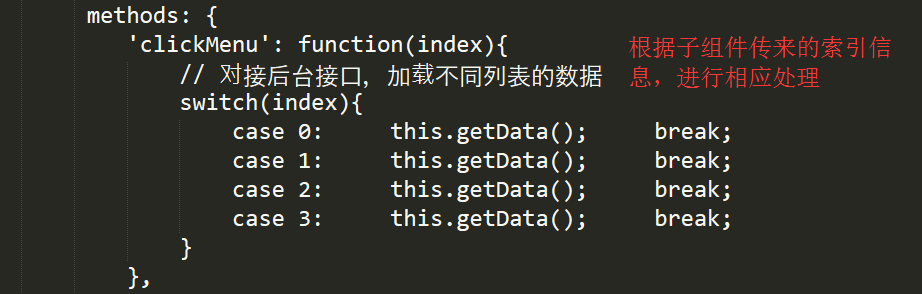 methods: {
'clickMenu': function(index){
根据子组件传来的索引信
// 对接后台接口，加载不同列表的数据
息，进行相应处理
switch(index){
case 0: this.getData(); break;
case 1: this.getData(); break;
case 2: this.getData(); break;
case 3: this.getData(); break;
}
},